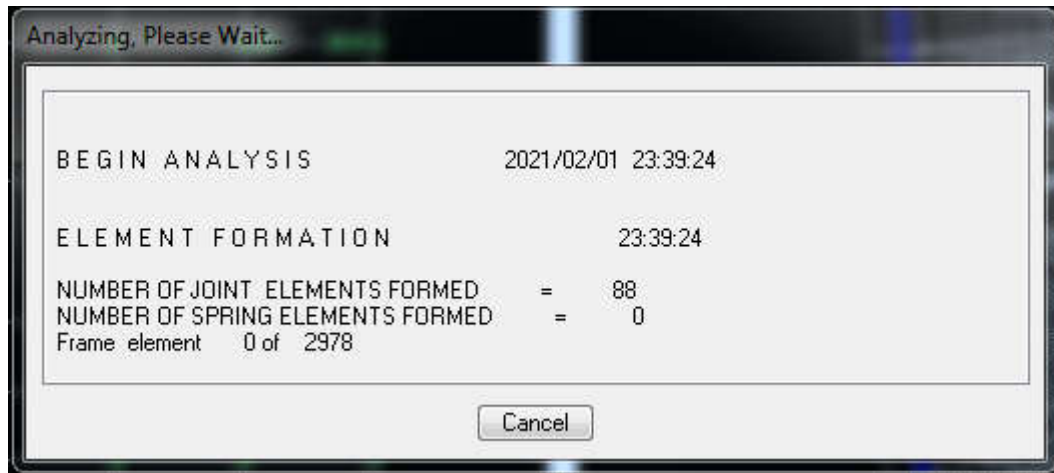 Analyzing, Please Wait...
BEGIN ANALYSIS 2021/02/01 23:39:24
ELEMENT FORMATION 23:39:24
NUMBER OF JOINT ELEMENTS FORMED = 88
NUMBER OF SPRING ELEMENTS FORMED = 0
Frame element 0 of 2978
Cancel